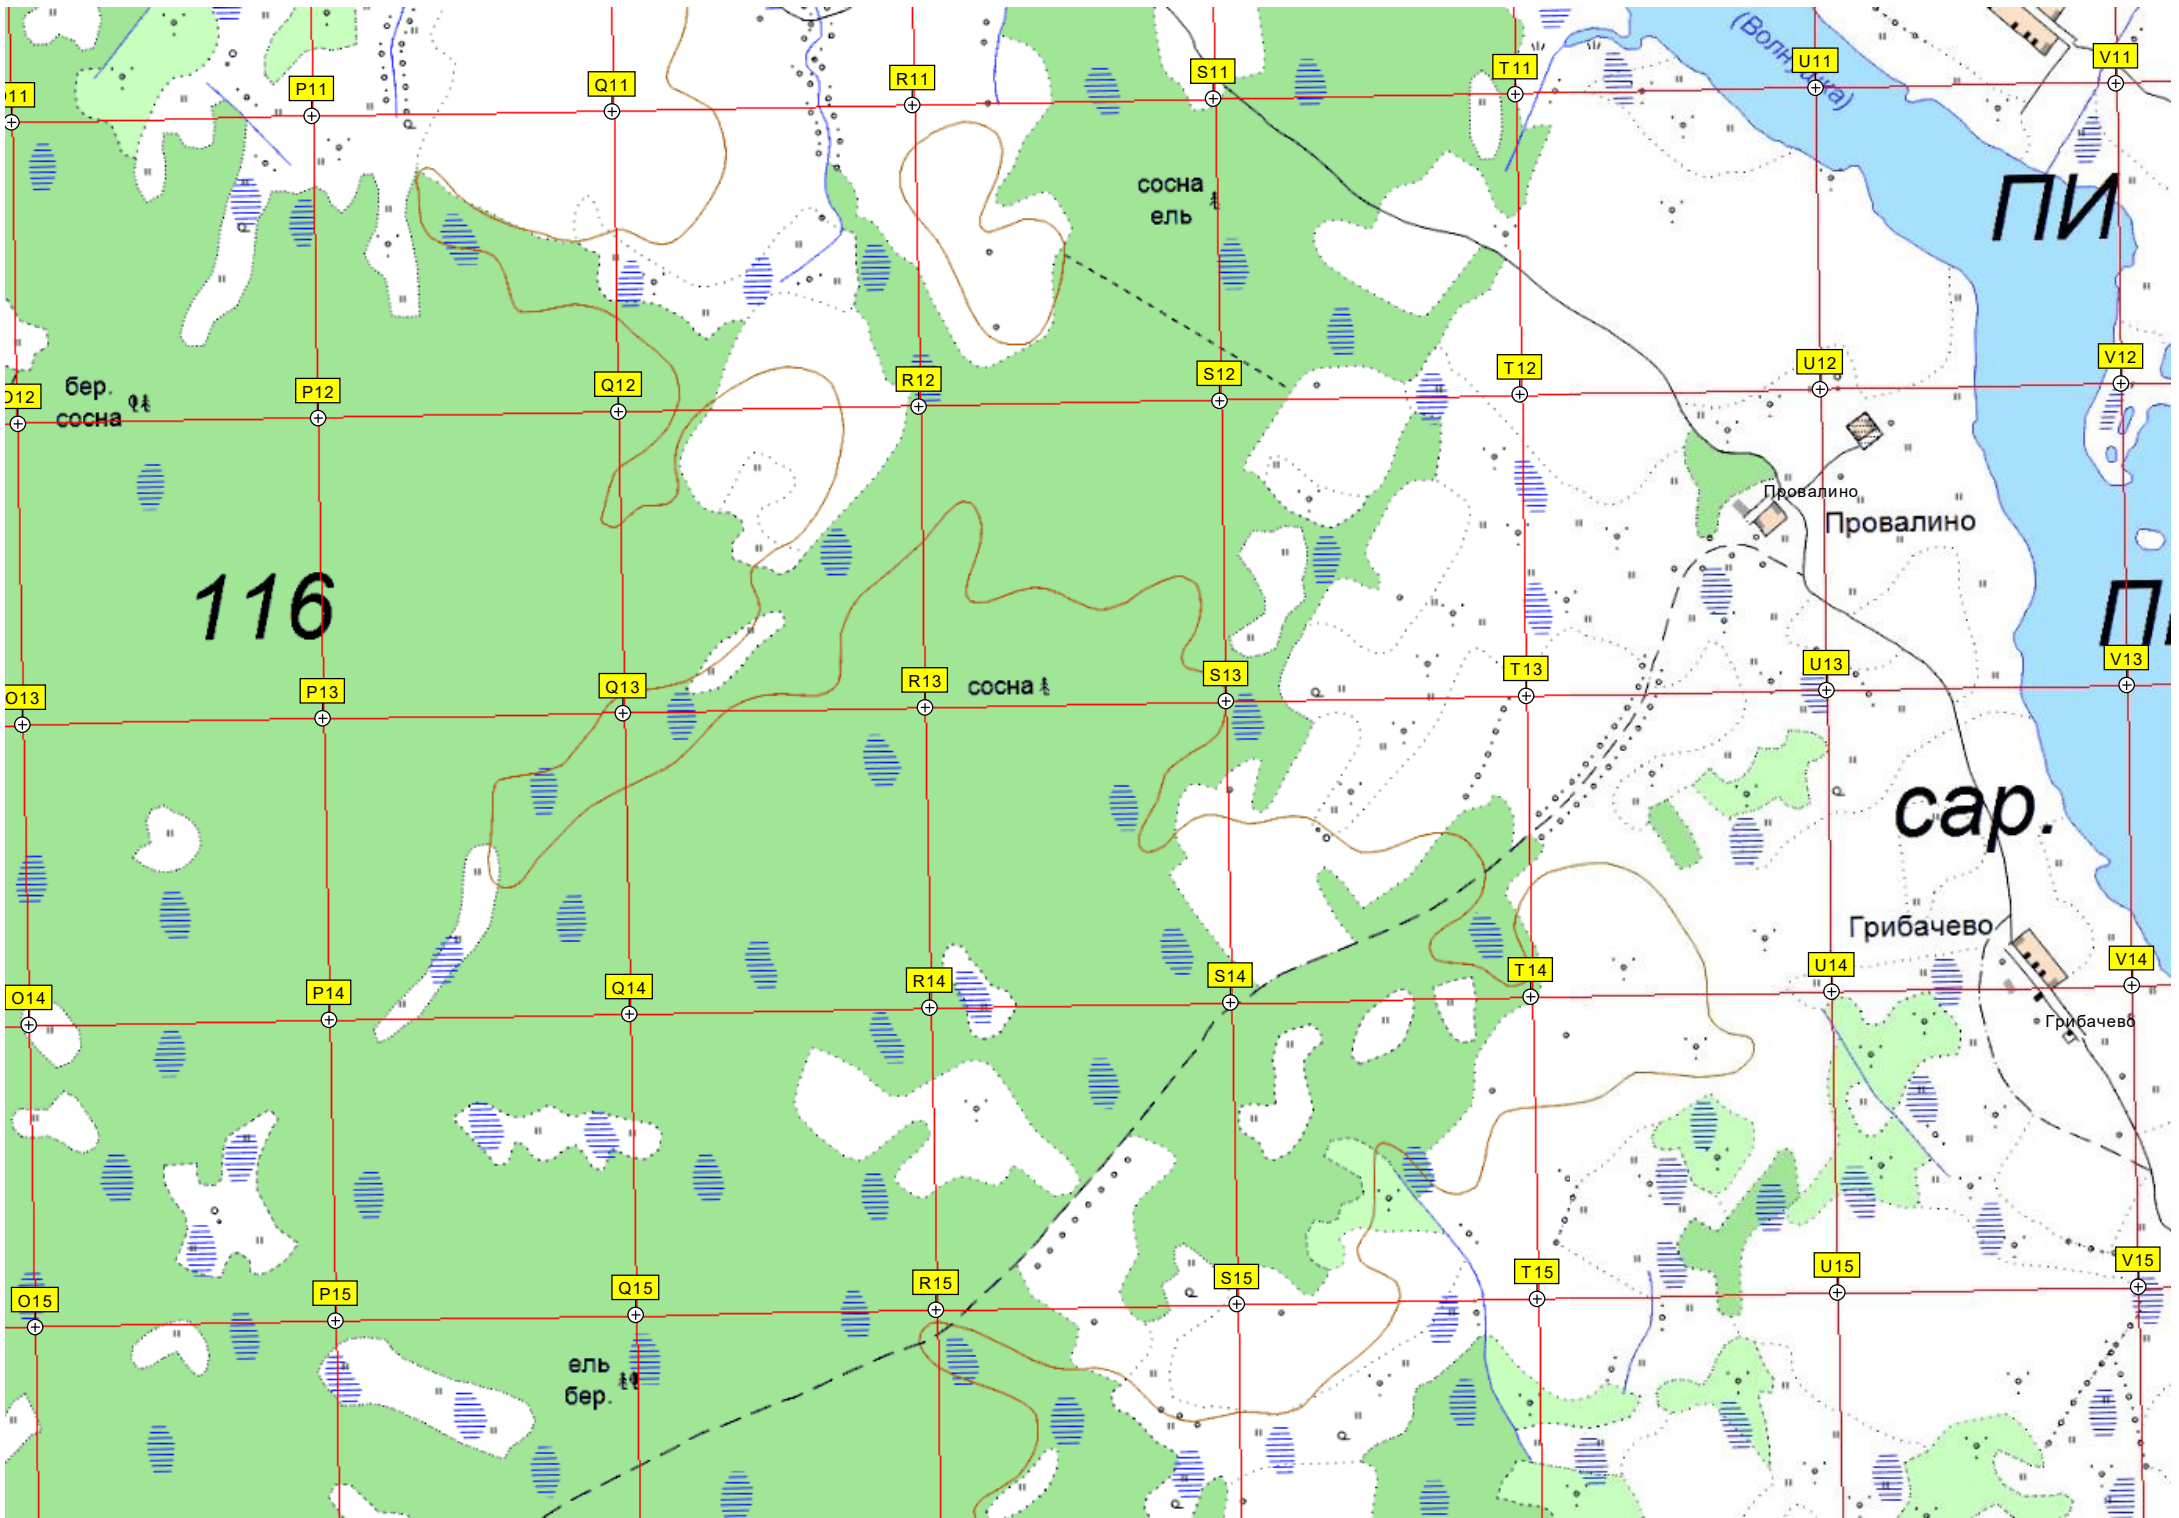 (Волнушка)
S11
T11
U11
V11
P11
Q11
R11
сосна
ель
ПИ
V12
U12
T12
S12
R12
Q12
P12
бер.
сосна
Провалино
Провалино
116
V13
U13
T13
S13
R13
сосна
Q13
P13
O13
сар.
Грибачево
V14
U14
T14
S14
R14
Q14
P14
O14
Грибачево
V15
U15
T15
S15
R15
Q15
P15
O15
ель
бер.